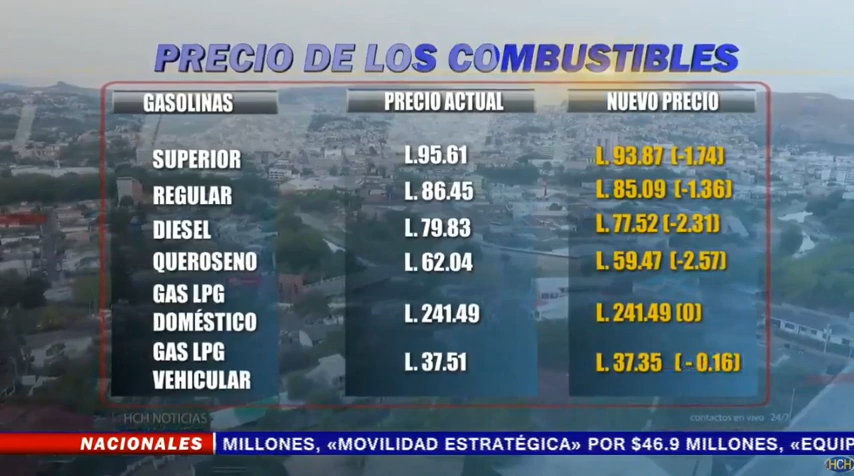 PRECIO DE LOS COMBUSTIBLES
GASOLINAS PRECIO ACTUAL NUEVO PRECIO
SUPERIOR L.95.61 L. 93.87 (-1.74)
REGULAR L. 86.45 L. 85.09 (-1.36)
DIESEL L. 79.83 L. 77.52 (-2.31)
QUEROSENO L. 62.04 L. 59.47 (-2.57)
GAS LPG
DOMÉSTICO L. 241.49 L. 241.49 (0)
GAS LPG
VEHICULAR L. 37.51 L. 37.35 ( - 0.16)
HCH NOTICIAS contactos en vivo 24/7
NACIONALES MILLONES, «MOVILIDAD ESTRATÉGICA» POR $46.9 MILLONES, «EQUIP
HCH